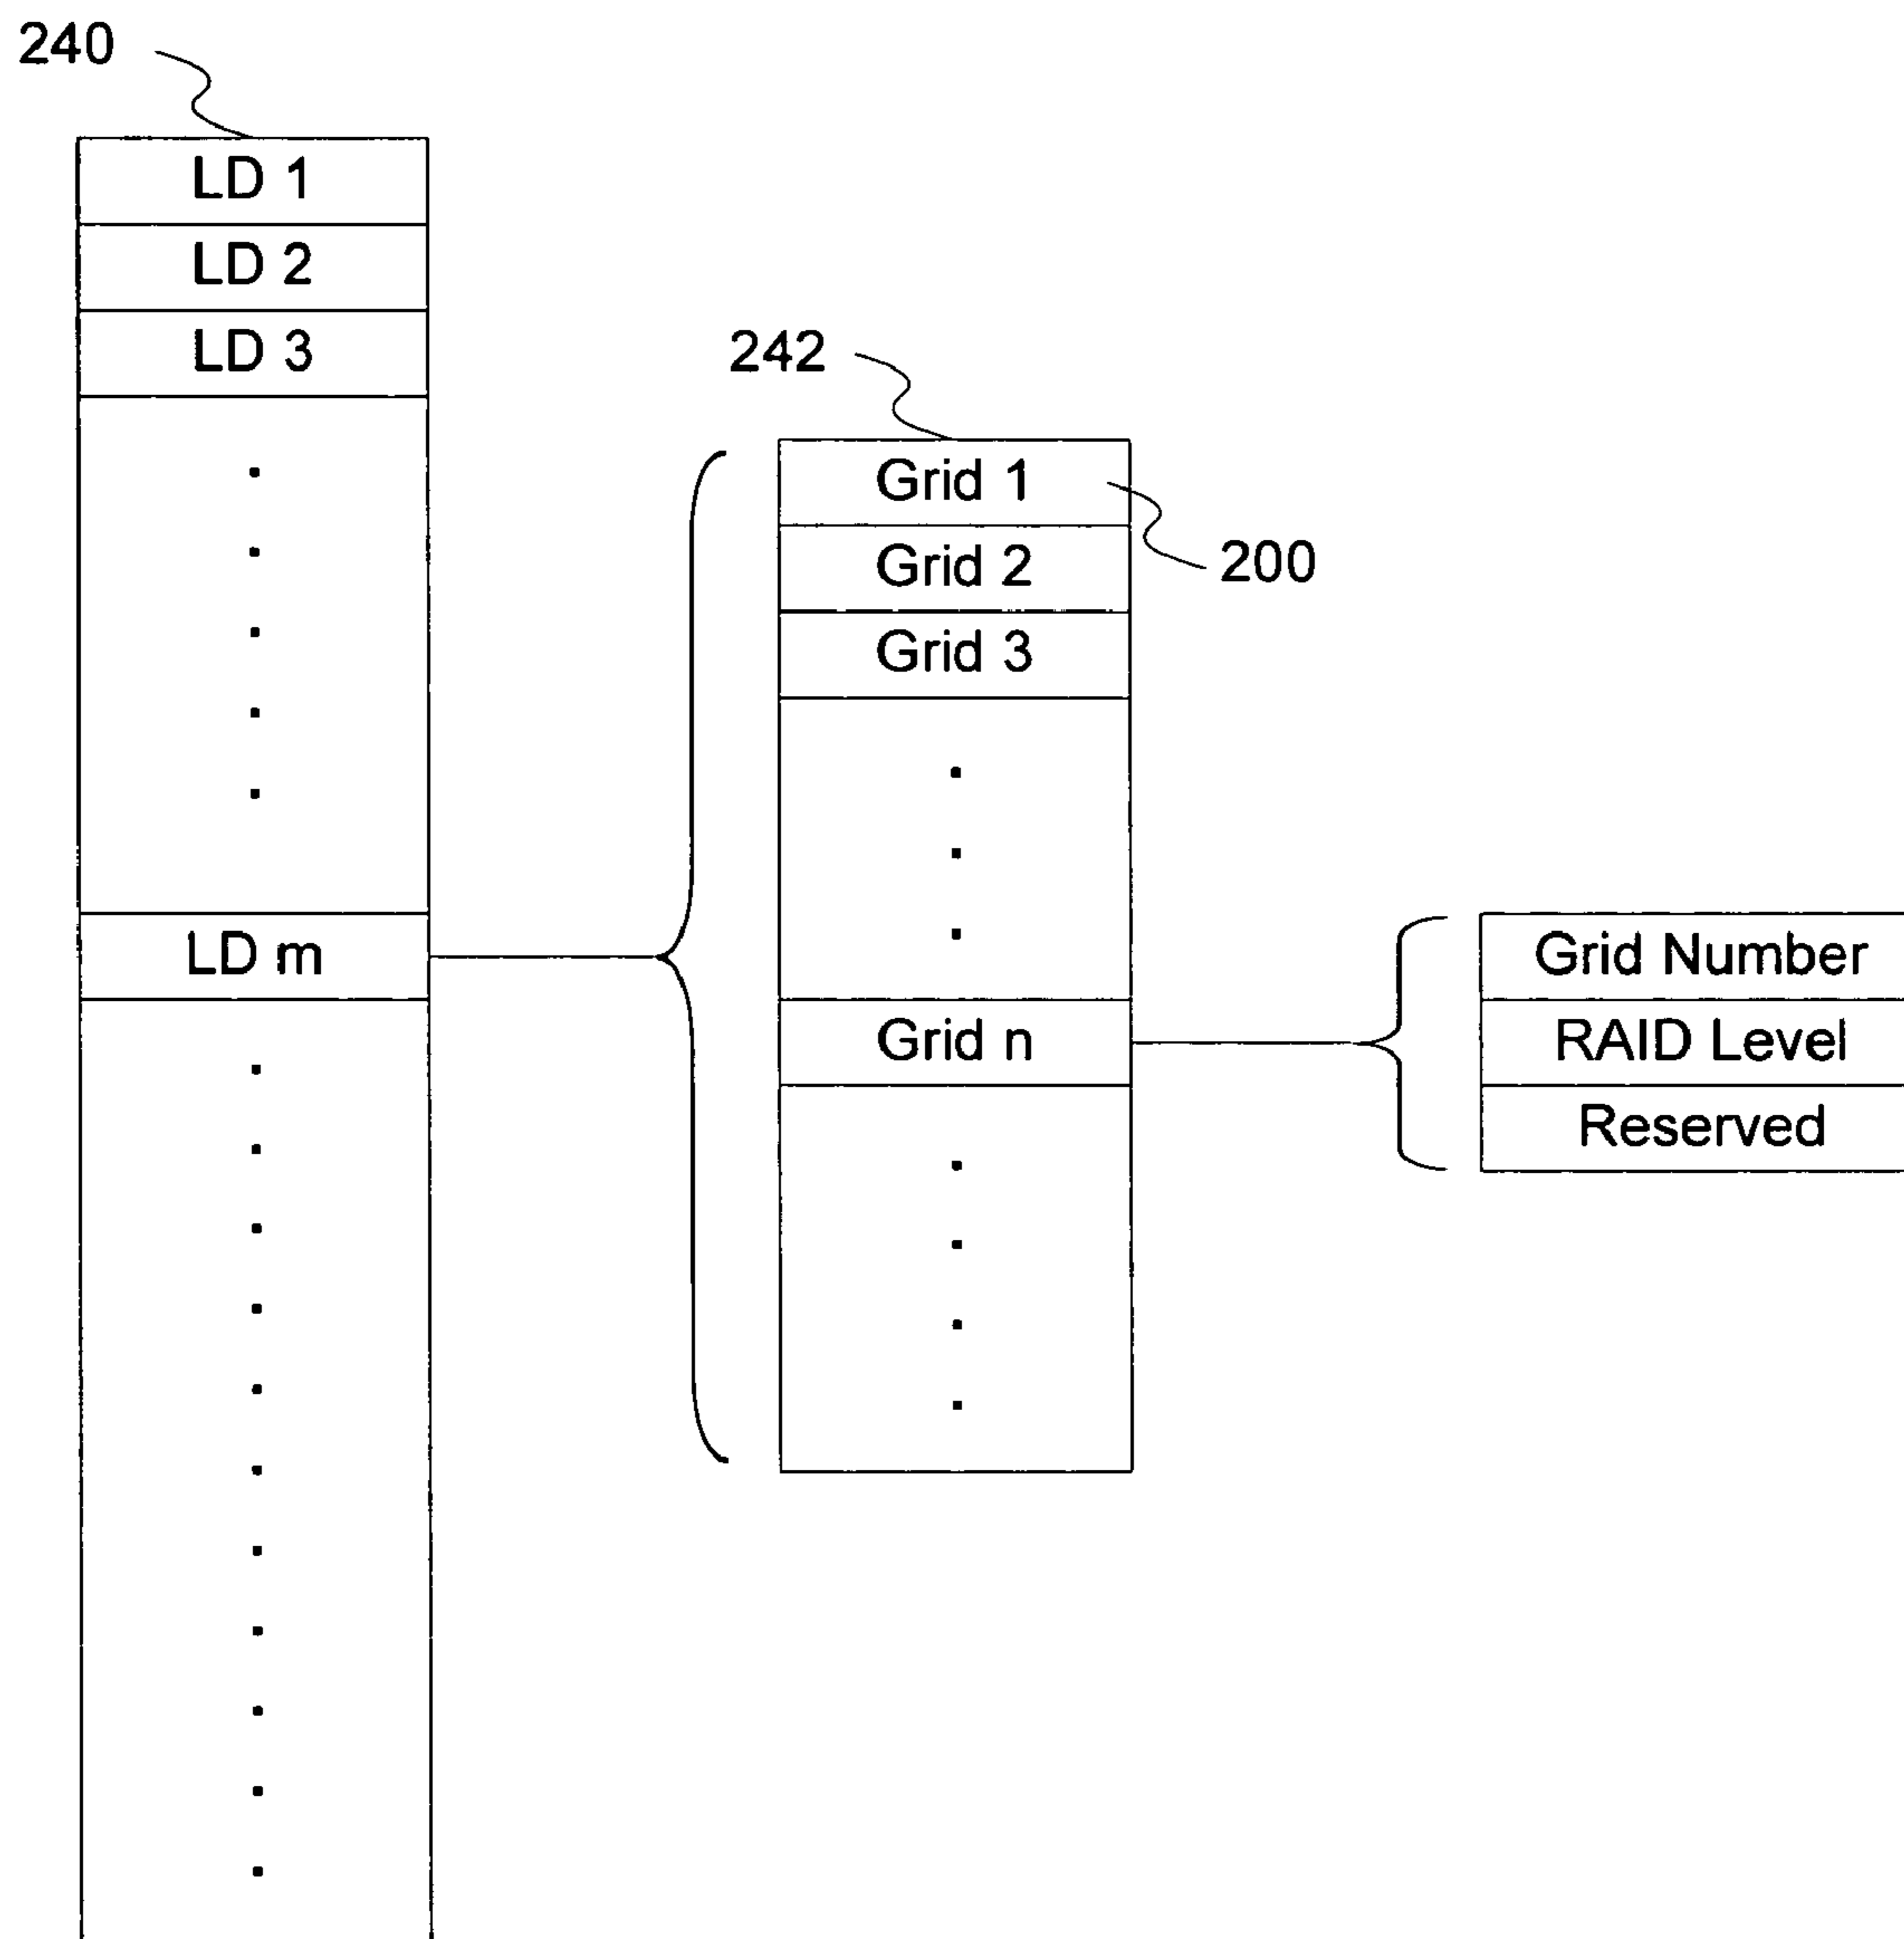 240
LD 1
LD 2
LD 3
LD m
242
Grid 1
200
Grid 2
Grid 3
Grid n
Grid Number
RAID Level
Reserved